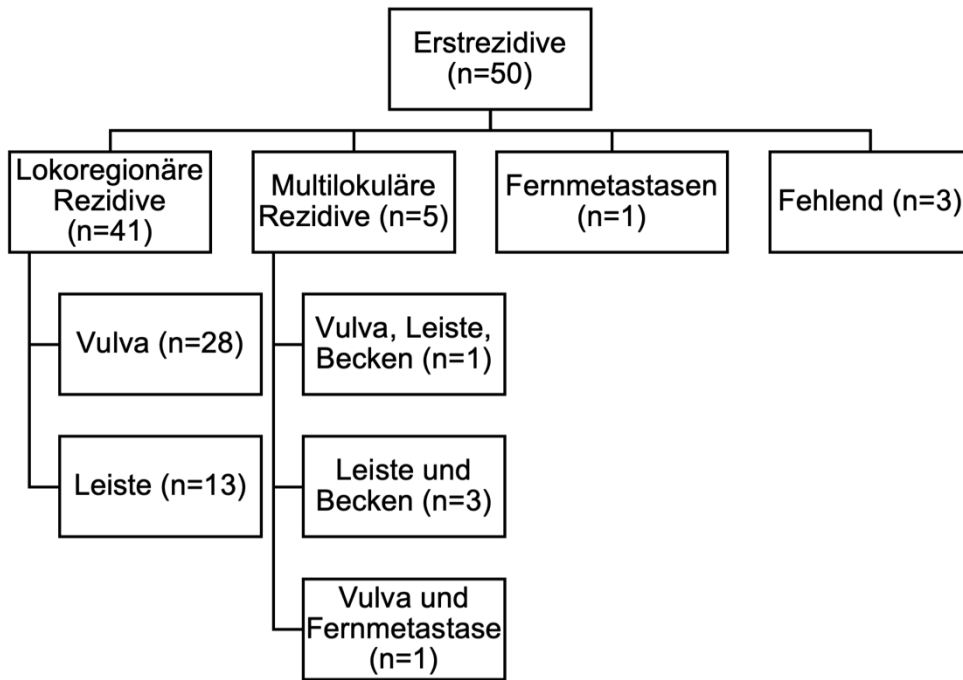 Erstrezidive
(n=50)
Lokoregionäre
Rezidive
(n=41)
Multilokuläre
Rezidive (n=5)
Fernmetastasen
(n=1)
Fehlend (n=3)
Vulva (n=28)
Vulva, Leiste,
Becken (n=1)
Leiste (n=13)
Leiste und
Becken (n=3)
Vulva und
Fernmetastase
(n=1)